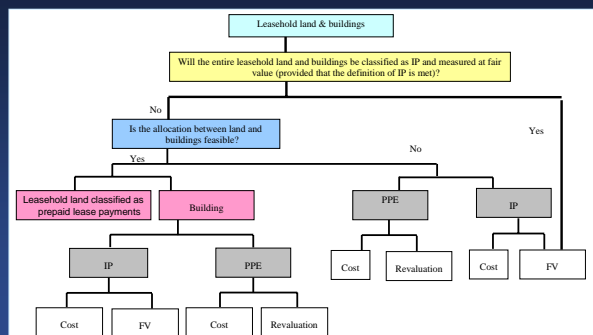 Leasehold land & buildings
Will the entire leasehold land and buildings be classified as IP and measured at fair
value (provided that the definition of IP is met)?
No
Is the allocation between land and
buildings feasible?
Yes
No
Yes
Leasehold land classified as
prepaid lease payments
Building
PPE
IP
IP
PPE
Cost
Revaluation
Cost
FV
Cost
FV
Cost
Revaluation